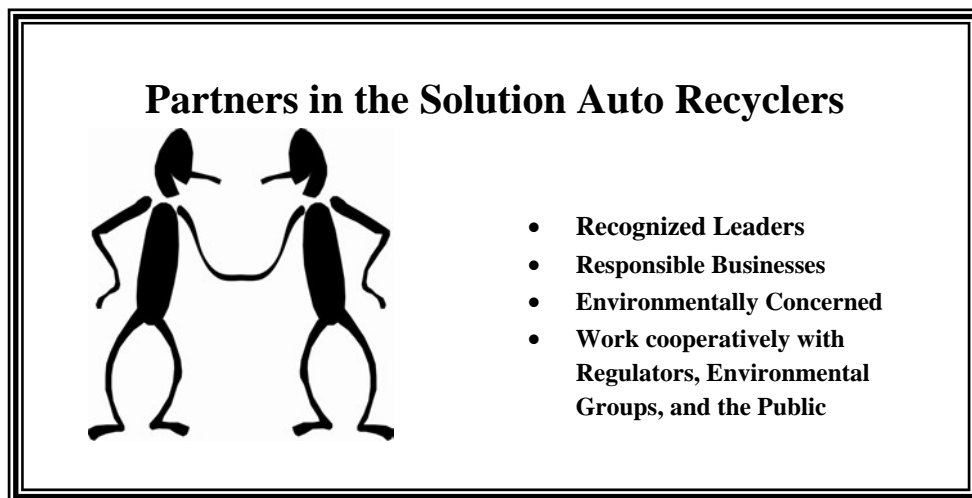 Partners in the Solution Auto Recyclers
• Recognized Leaders
• Responsible Businesses
• Environmentally Concerned
• Work cooperatively with
Regulators, Environmental
Groups, and the Public